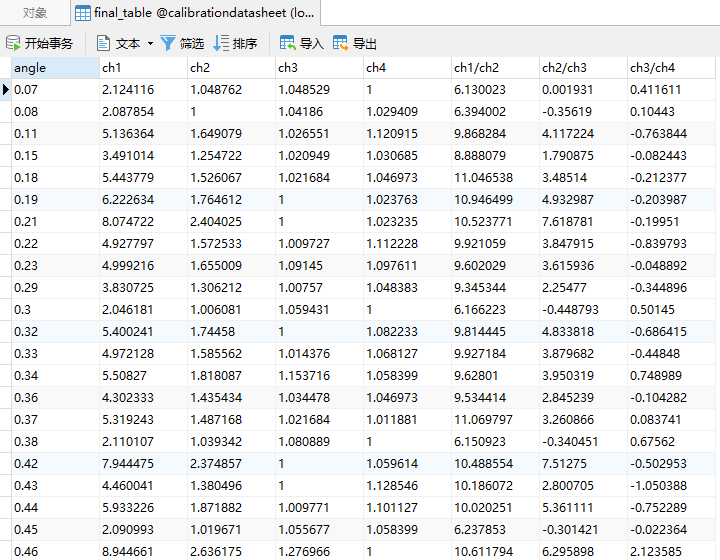 对象 final_table @calibrationdatasheet (lo...
开始事务 文本 筛选 排序 导入 导出
angle ch1 ch2 ch3 ch4 ch1/ch2 ch2/ch3 ch3/ch4
0.07 2.124116 1.048762 1.048529 1 6.130023 0.001931 0.411611
0.08 2.087854 1 1.04186 1.029409 6.394002 -0.35619 0.10443
0.11 5.136364 1.649079 1.026551 1.120915 9.868284 4.117224 -0.763844
0.15 3.491014 1.254722 1.020949 1.030685 8.888079 1.790875 -0.082443
0.18 5.443779 1.526067 1.021684 1.046973 11.046538 3.48514 -0.212377
0.19 6.222634 1.764612 1 1.023763 10.946499 4.932987 -0.203987
0.21 8.074722 2.404025 1 1.023235 10.523771 7.618781 -0.19951
0.22 4.927797 1.572533 1.009727 1.112228 9.921059 3.847915 -0.839793
0.23 4.999216 1.655009 1.09145 1.097611 9.602029 3.615936 -0.048892
0.29 3.830725 1.306212 1.00757 1.048383 9.345344 2.25477 -0.344896
0.3 2.046181 1.006081 1.059431 1 6.166223 -0.448793 0.50145
0.32 5.400241 1.74458 1 1.082233 9.814445 4.833818 -0.686415
0.33 4.972128 1.585562 1.014376 1.068127 9.927184 3.879682 -0.44848
0.34 5.50827 1.818087 1.153716 1.058399 9.62801 3.950319 0.748989
0.36 4.302333 1.435434 1.034478 1.046973 9.534414 2.845239 -0.104282
0.37 5.319243 1.487168 1.021684 1.011881 11.069797 3.260866 0.083741
0.38 2.110107 1.039342 1.080889 1 6.150923 -0.340451 0.67562
0.42 7.944475 2.374857 1 1.059614 10.488554 7.51275 -0.502953
0.43 4.460041 1.380496 1 1.128546 10.186072 2.800705 -1.050388
0.44 5.933226 1.871882 1.009771 1.101127 10.020251 5.361111 -0.752289
0.45 2.090993 1.019671 1.055677 1.058399 6.237853 -0.301421 -0.022364
0.46 8.944661 2.636175 1.276966 1 10.611794 6.295898 2.123585